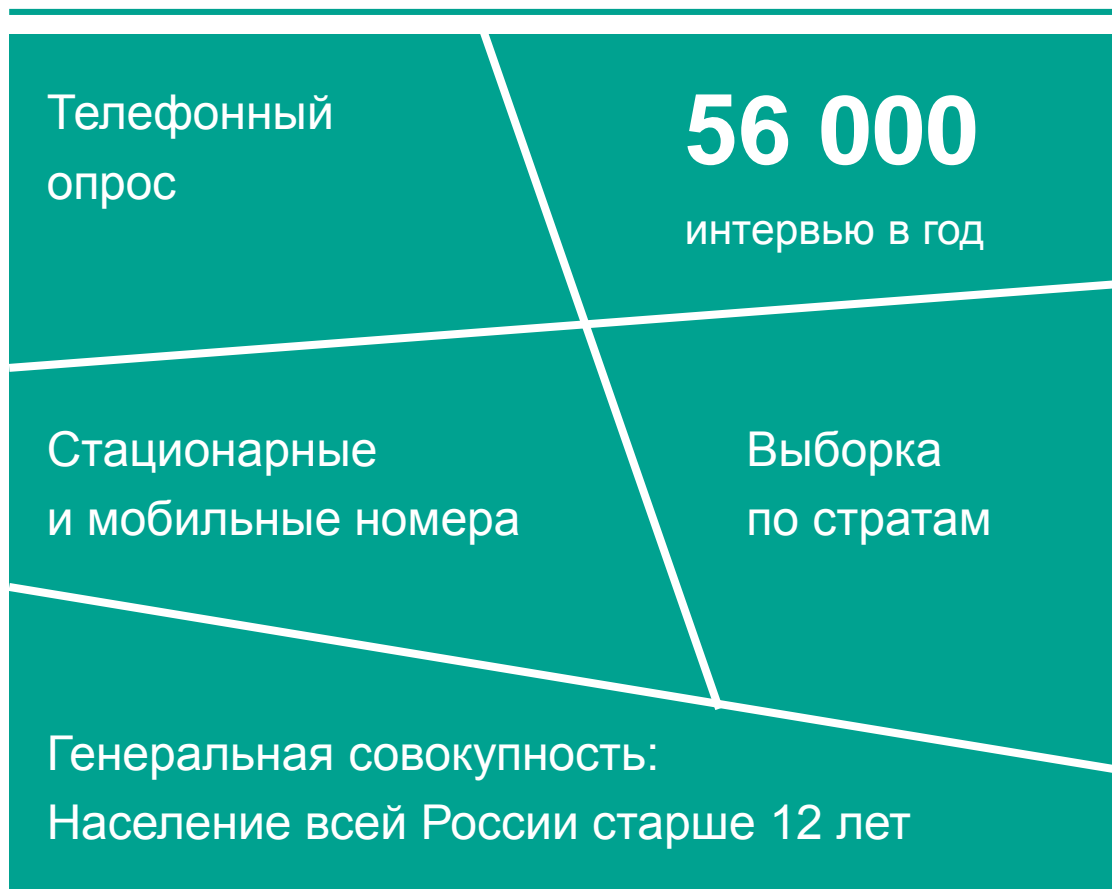 Телефонный
опрос
56 000
интервью в год
Стационарные
и мобильные номера
Выборка
по стратам
Генеральная совокупность:
Население всей России старше 12 лет